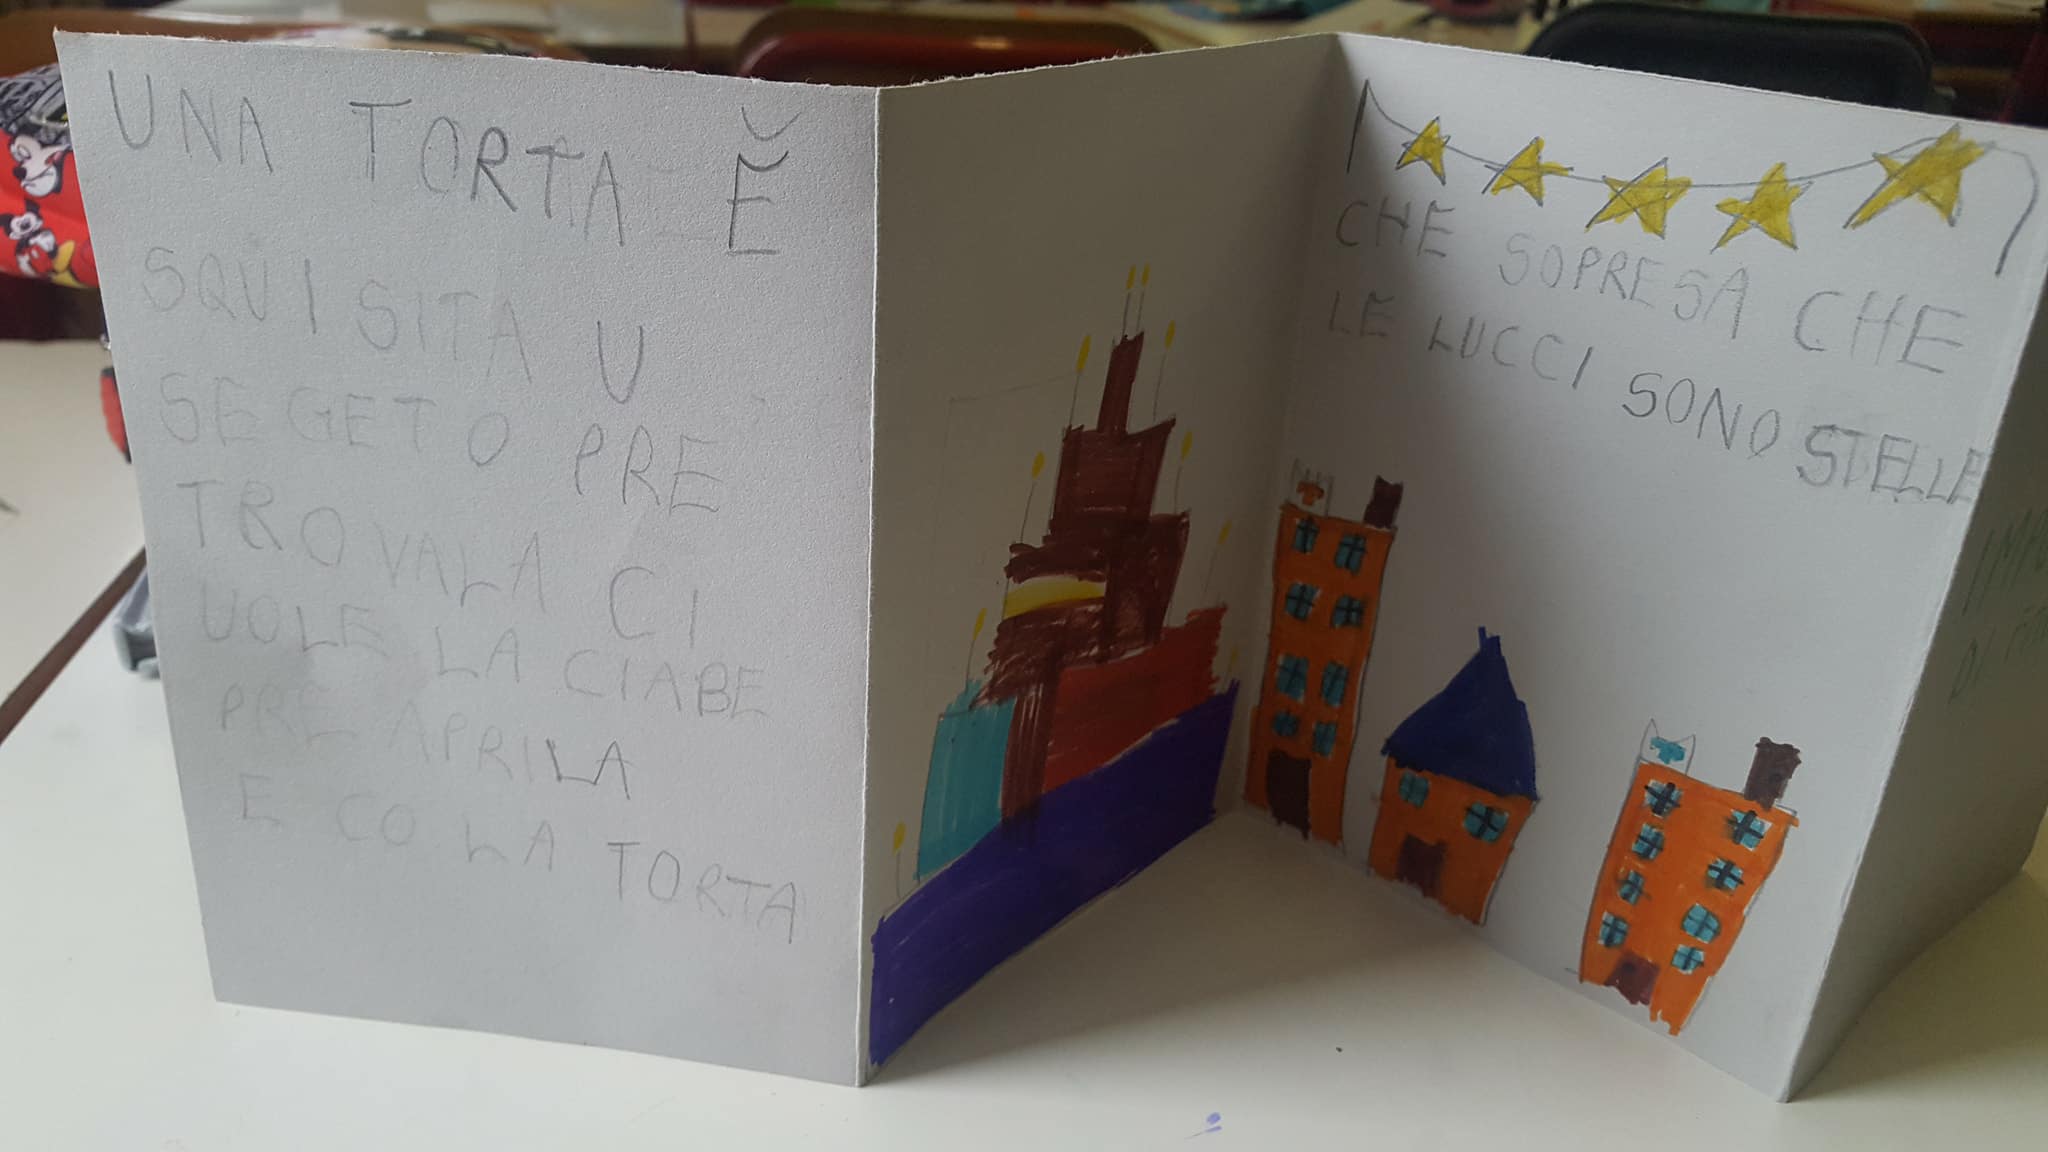 UNA TORTA Ĕ
SQUISITA U
SEGETO PRE
TROVALA CI
VOLE LA CIABE
PRE APRILA
E CO LA TORTA
CHE SOPRESA CHE
LE LUCCI SONO STELLE